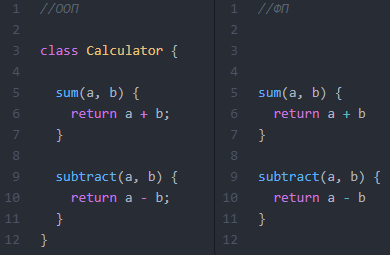 1 //ООП
2
3 class Calculator {
4
5   sum(a, b) {
6     return a + b;
7   }
8
9   subtract(a, b) {
10     return a - b;
11   }
12 }
1 //ФП
2
3
4
5 sum(a, b) {
6   return a + b
7 }
8
9 subtract(a, b) {
10   return a - b
11 }
12